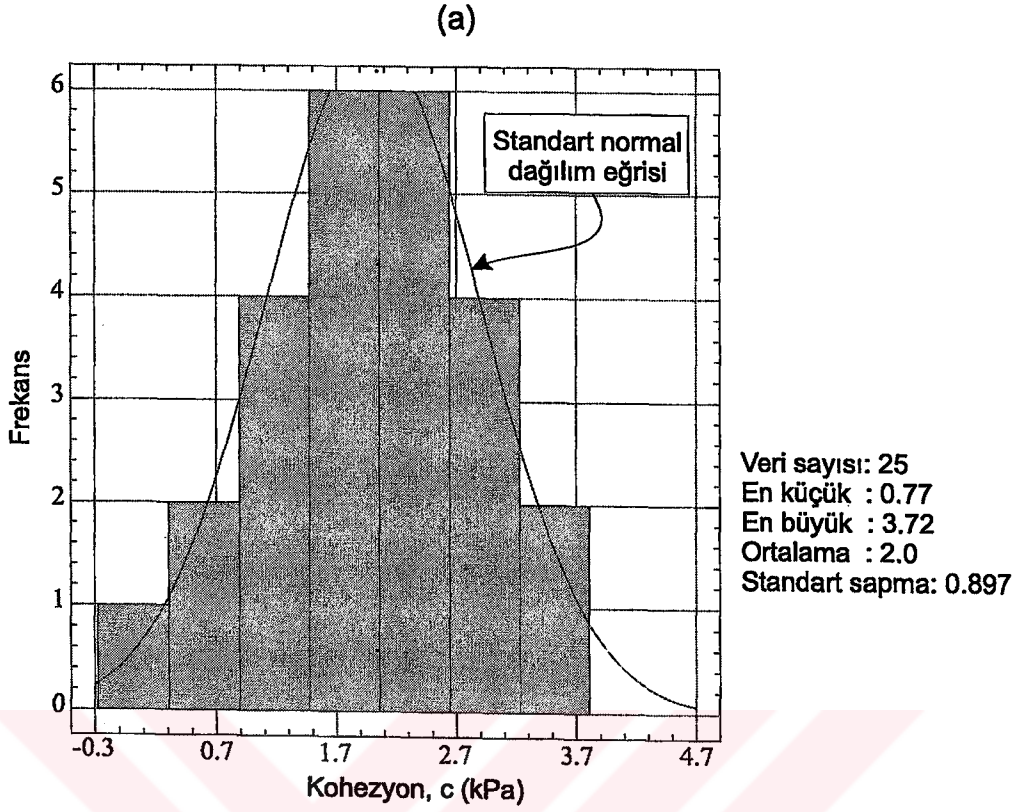 (a)
6
5
4
3
2
1
0
Frekans
Standart normal
dağılım eğrisi
-0.3 0.7 1.7 2.7 3.7 4.7
Kohezyon, c (kPa)
Veri sayısı: 25
En küçük : 0.77
En büyük : 3.72
Ortalama : 2.0
Standart sapma: 0.897